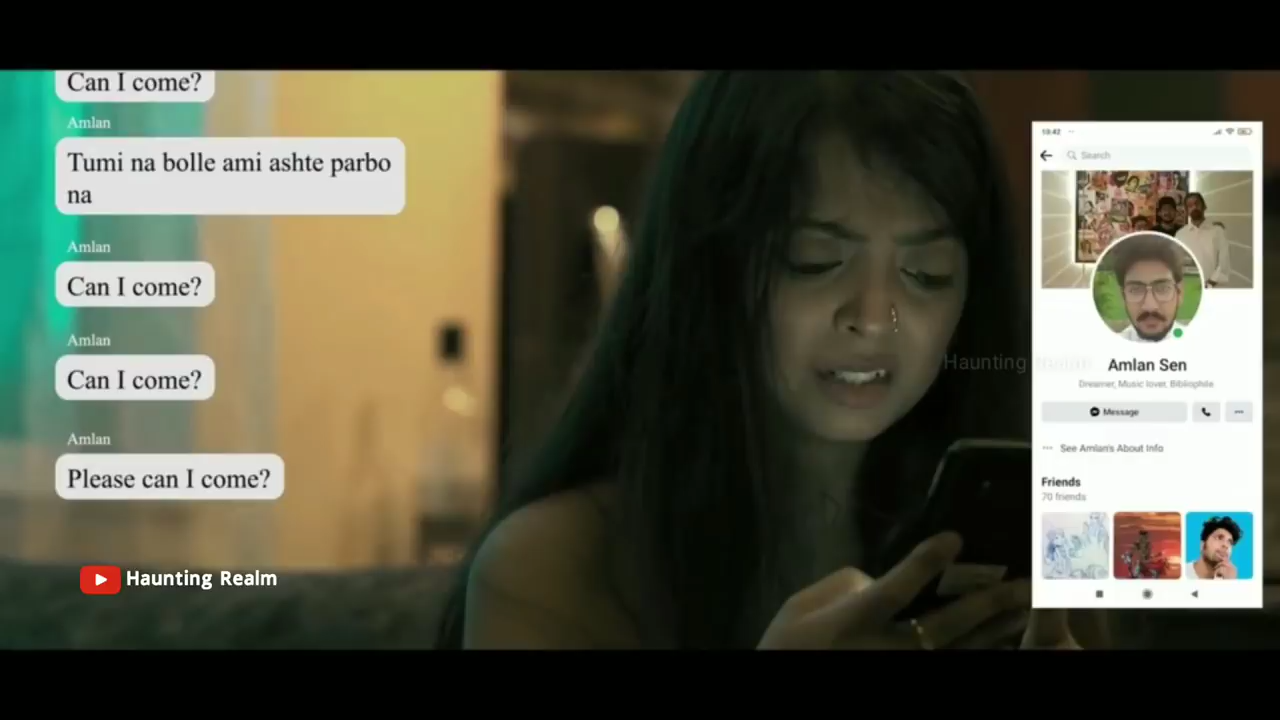 Can I come?
Amlan
Tumi na bolle ami ashte parbo
na
Amlan
Can I come?
Amlan
Can I come?
Amlan
Please can I come?
Haunting Realm
Haunting Realm
10:42
Search
Amlan Sen
Dreamer, Music lover, Bibliophile
Message
See Amlan's About Info
Friends
70 friends